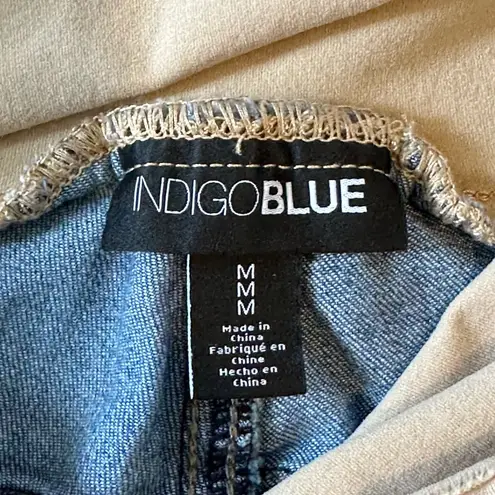 INDIGOBLUE
M
M
M
Made in
China
Fabriqué en
Chine
Hecho en
China